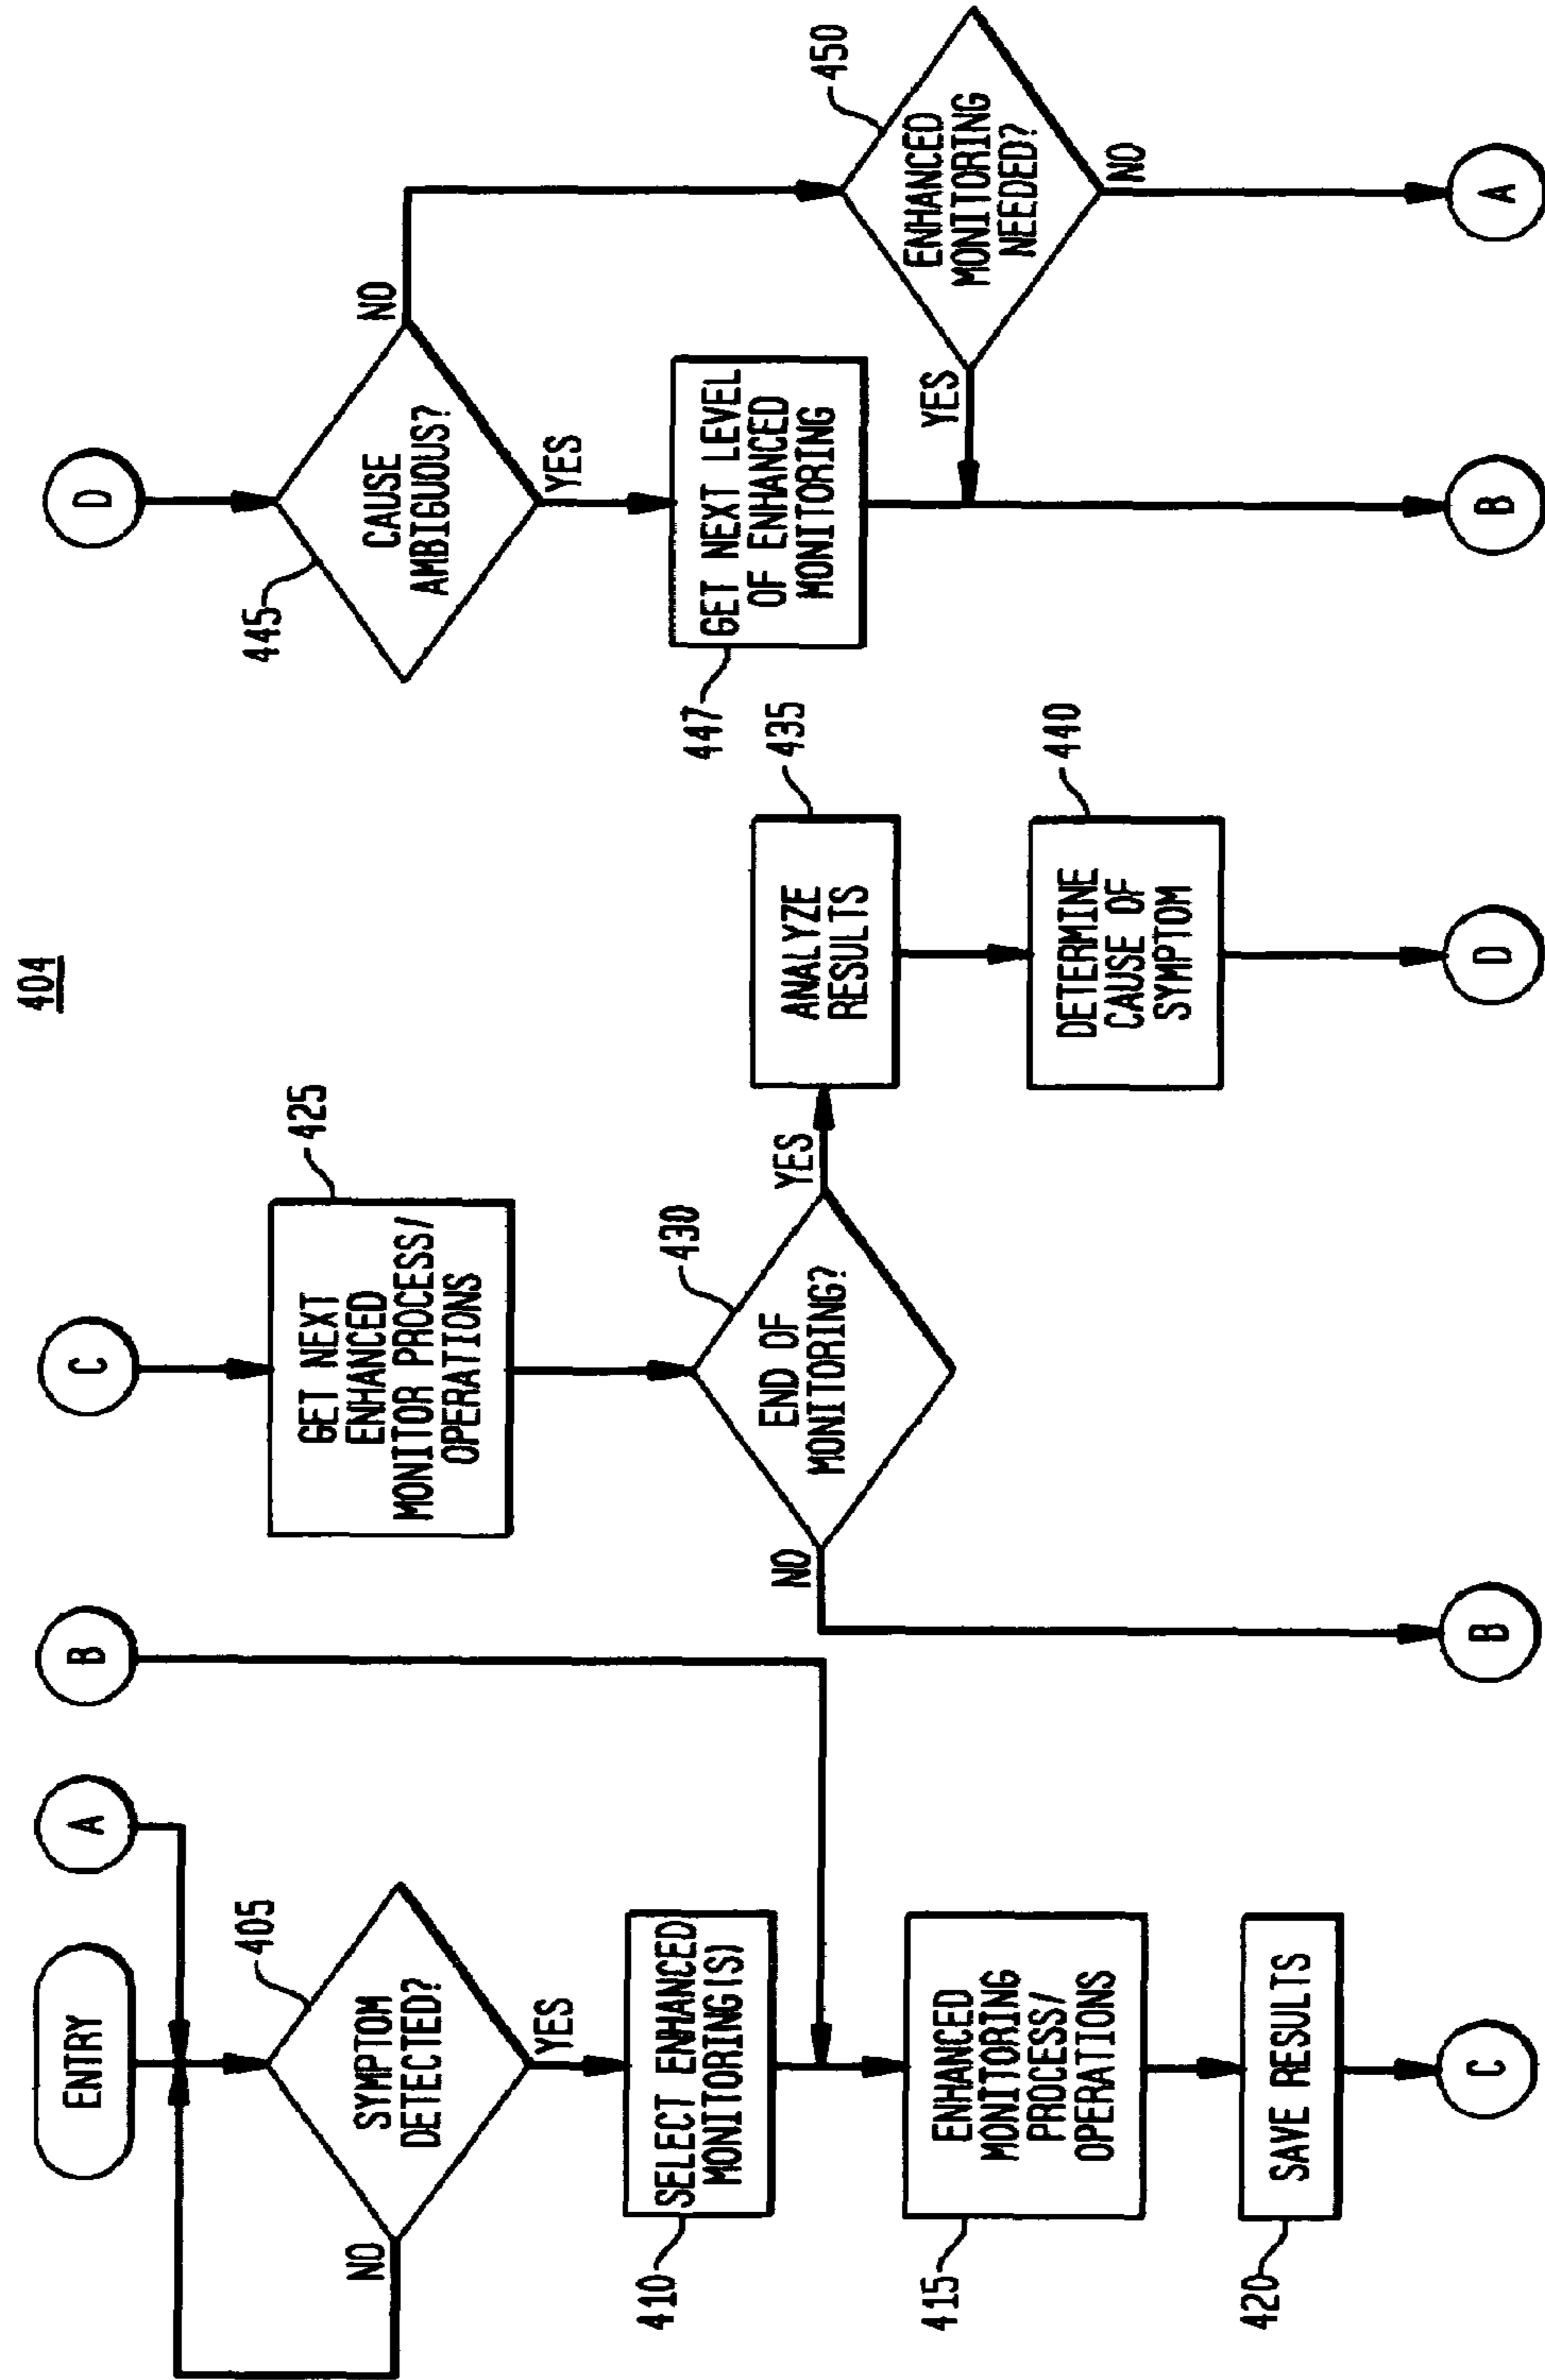 404
ENTRY
A
405
SYMPTOM
DETECTED?
NO
YES
410
SELECT ENHANCED
MONITORING(S)
B
415
ENHANCED
MONITORING
PROCESS/
OPERATIONS
420
SAVE RESULTS
C
C
425
GET NEXT
ENHANCED
MONITOR PROCESS/
OPERATIONS
430
END OF
MONITORING?
NO
YES
B
435
ANALYZE
RESULTS
440
DETERMINE
CAUSE OF
SYMPTOM
D
D
445
CAUSE
AMBIGUOUS?
NO
YES
447
GET NEXT LEVEL
OF ENHANCED
MONITORING
450
ENHANCED
MONITORING
NEEDED?
YES
NO
B
A